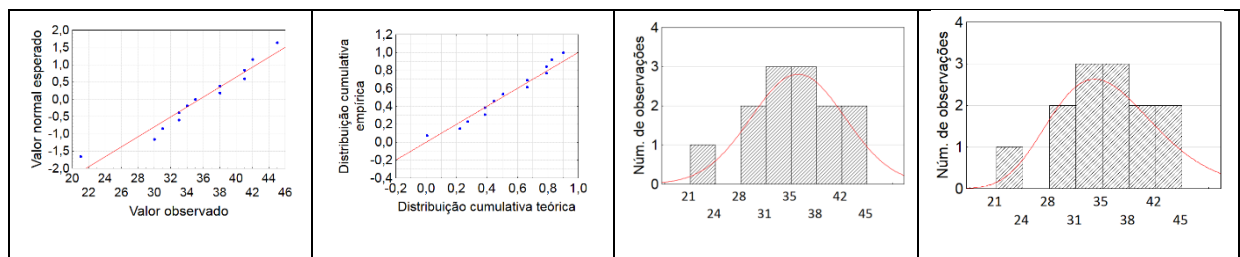 Valor normal esperado
2,0
1,5
1,0
0,5
0,0
-0,5
-1,0
-1,5
-2,0
20 24 28 30 34 38 42 46
22 26 32 36 40 44
Valor observado
Distribuição cumulativa
empírica
1,2
1,0
0,8
0,6
0,4
0,2
0,0
-0,2
-0,4
-0,2 0,0 0,2 0,4 0,6 0,8 1,0
Distribuição cumulativa teórica
Núm. de observações
4
3
2
1
0
21 28 35 42
24 31 38 45
Núm. de observações
4
3
2
1
0
21 28 35 42
24 31 38 45